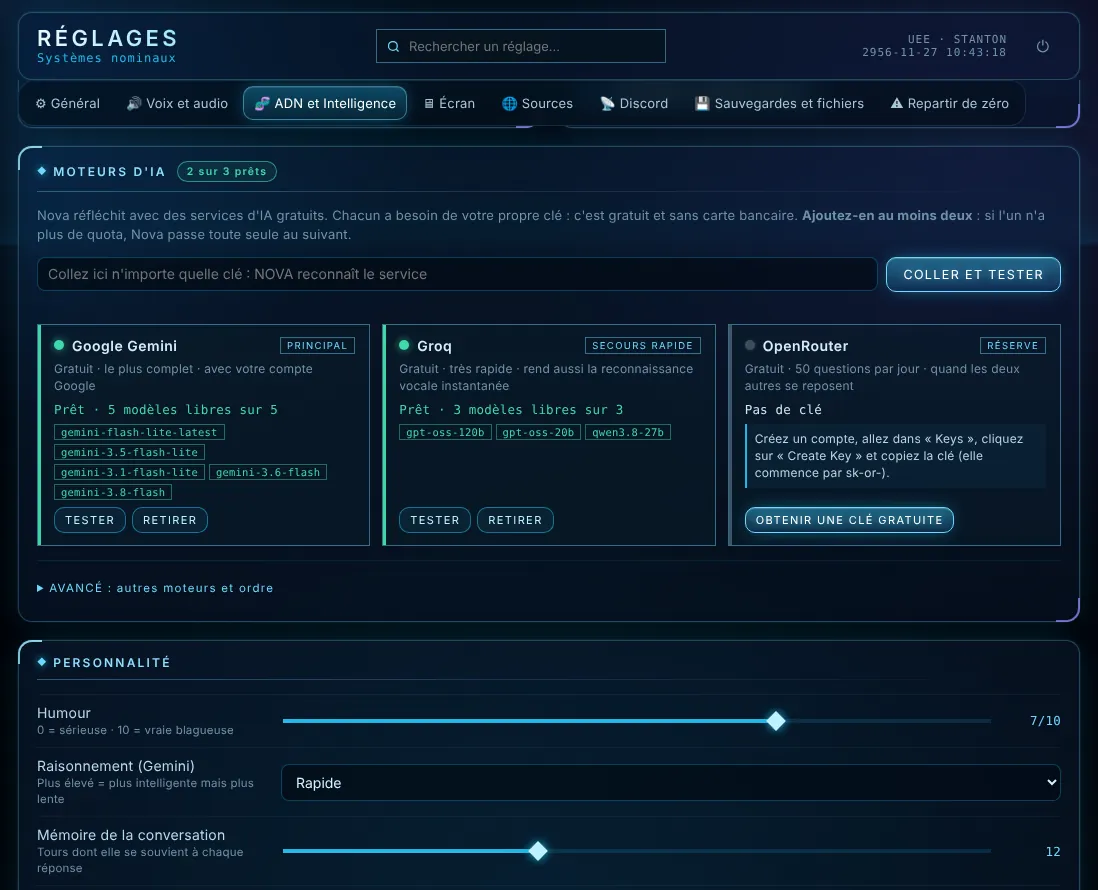 RÉGLAGES
Systèmes nominaux
Rechercher un réglage...
UEE · STANTON
2956-11-27 10:43:18
Général
Voix et audio
ADN et Intelligence
Écran
Sources
Discord
Sauvegardes et fichiers
Repartir de zéro
MOTEURS D'IA
2 sur 3 prêts
Nova réfléchit avec des services d'IA gratuits. Chacun a besoin de votre propre clé : c'est gratuit et sans carte bancaire. Ajoutez-en au moins deux : si l'un n'a
plus de quota, Nova passe toute seule au suivant.
Collez ici n'importe quelle clé : NOVA reconnaît le service
COLLER ET TESTER
Google Gemini
PRINCIPAL
Gratuit · le plus complet · avec votre compte
Google
Prêt · 5 modèles libres sur 5
gemini-flash-lite-latest
gemini-3.5-flash-lite
gemini-3.1-flash-lite gemini-3.6-flash
gemini-3.8-flash
TESTER
RETIRER
Groq
SECOURS RAPIDE
Gratuit · très rapide · rend aussi la reconnaissance
vocale instantanée
Prêt · 3 modèles libres sur 3
gpt-oss-120b gpt-oss-20b qwen3.8-27b
TESTER
RETIRER
OpenRouter
RÉSERVE
Gratuit · 50 questions par jour · quand les deux
autres se reposent
Pas de clé
Créez un compte, allez dans « Keys », cliquez
sur « Create Key » et copiez la clé (elle
commence par sk-or-).
OBTENIR UNE CLÉ GRATUITE
AVANCÉ : autres moteurs et ordre
PERSONNALITÉ
Humour
0 = sérieuse · 10 = vraie blagueuse
7/10
Raisonnement (Gemini)
Plus élevé = plus intelligente mais plus
lente
Rapide
Mémoire de la conversation
Tours dont elle se souvient à chaque
réponse
12